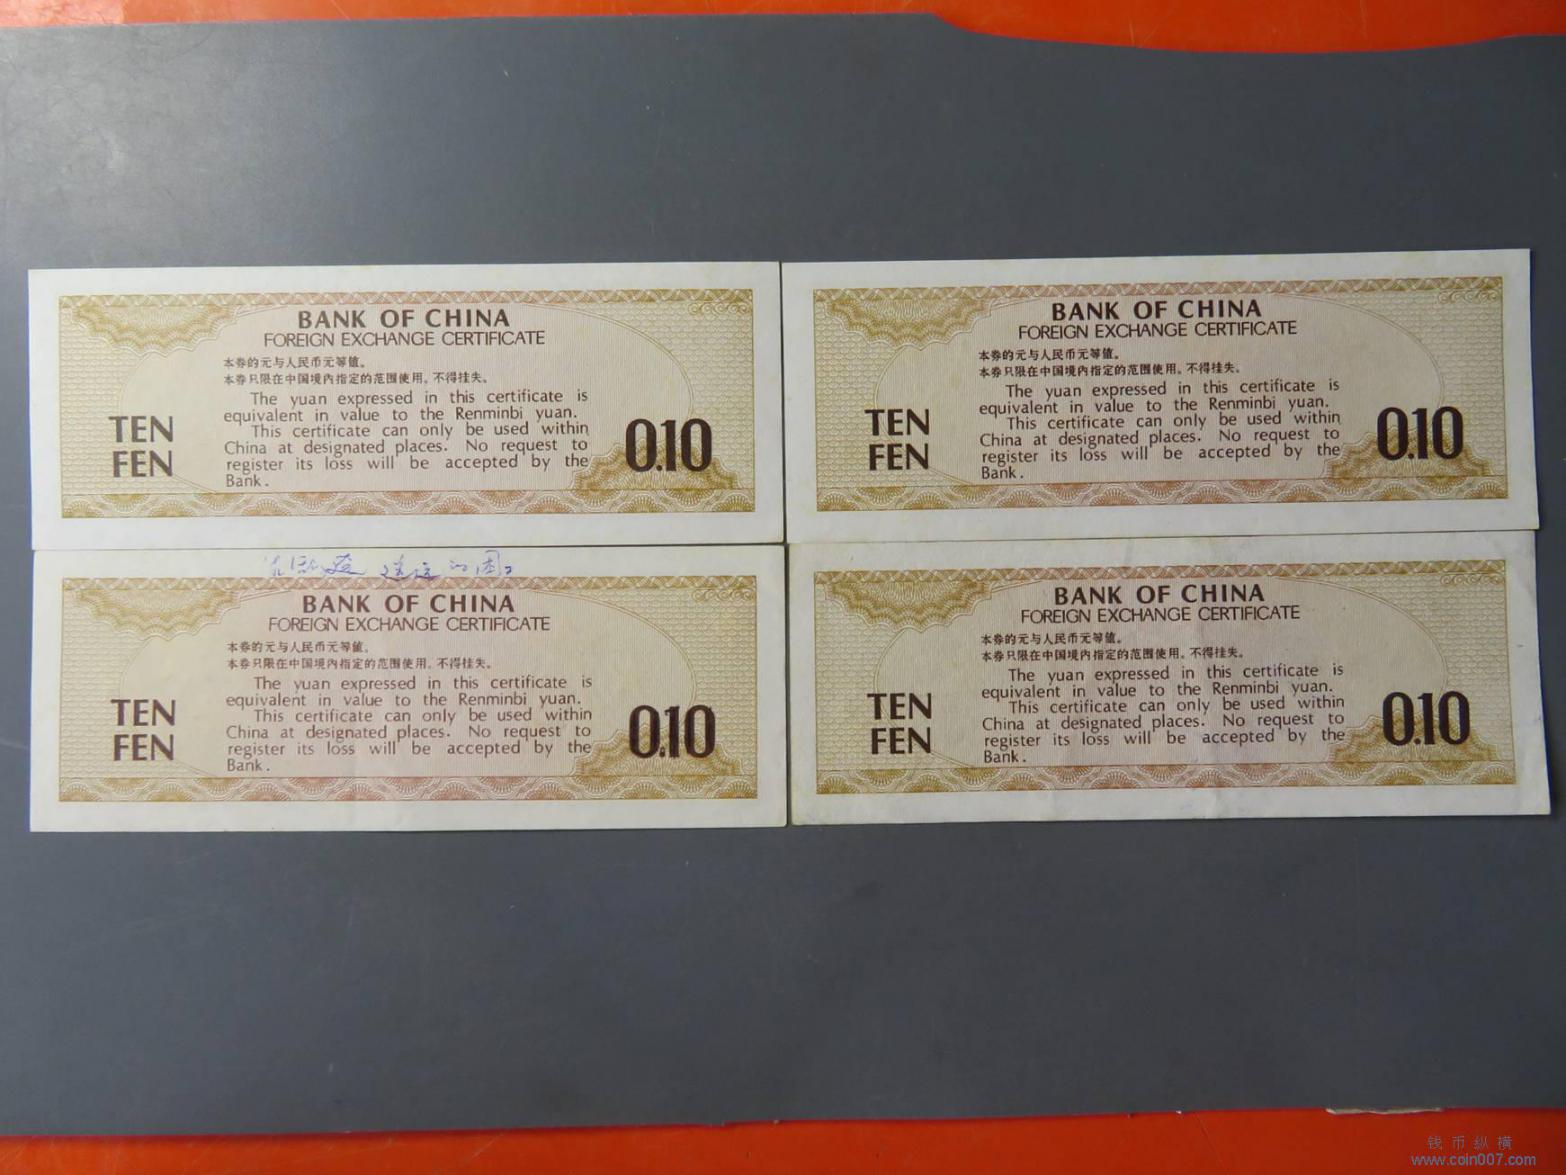 BANK OF CHINA
FOREIGN EXCHANGE CERTIFICATE
本券的元与人民币元等值。
本券只限在中国境内指定的范围使用。不得挂失。
The yuan expressed in this certificate is
equivalent in value to the Renminbi yuan.
This certificate can only be used within
China at designated places. No request to
register its loss will be accepted by the
Bank.
TEN
FEN
0.10
BANK OF CHINA
FOREIGN EXCHANGE CERTIFICATE
本券的元与人民币元等值。
本券只限在中国境内指定的范围使用。不得挂失。
The yuan expressed in this certificate is
equivalent in value to the Renminbi yuan.
This certificate can only be used within
China at designated places. No request to
register its loss will be accepted by the
Bank.
TEN
FEN
0.10
BANK OF CHINA
FOREIGN EXCHANGE CERTIFICATE
本券的元与人民币元等值。
本券只限在中国境内指定的范围使用。不得挂失。
The yuan expressed in this certificate is
equivalent in value to the Renminbi yuan.
This certificate can only be used within
China at designated places. No request to
register its loss will be accepted by the
Bank.
TEN
FEN
0.10
BANK OF CHINA
FOREIGN EXCHANGE CERTIFICATE
本券的元与人民币元等值。
本券只限在中国境内指定的范围使用。不得挂失。
The yuan expressed in this certificate is
equivalent in value to the Renminbi yuan.
This certificate can only be used within
China at designated places. No request to
register its loss will be accepted by the
Bank.
TEN
FEN
0.10
钱币纵横
www.coin007.com